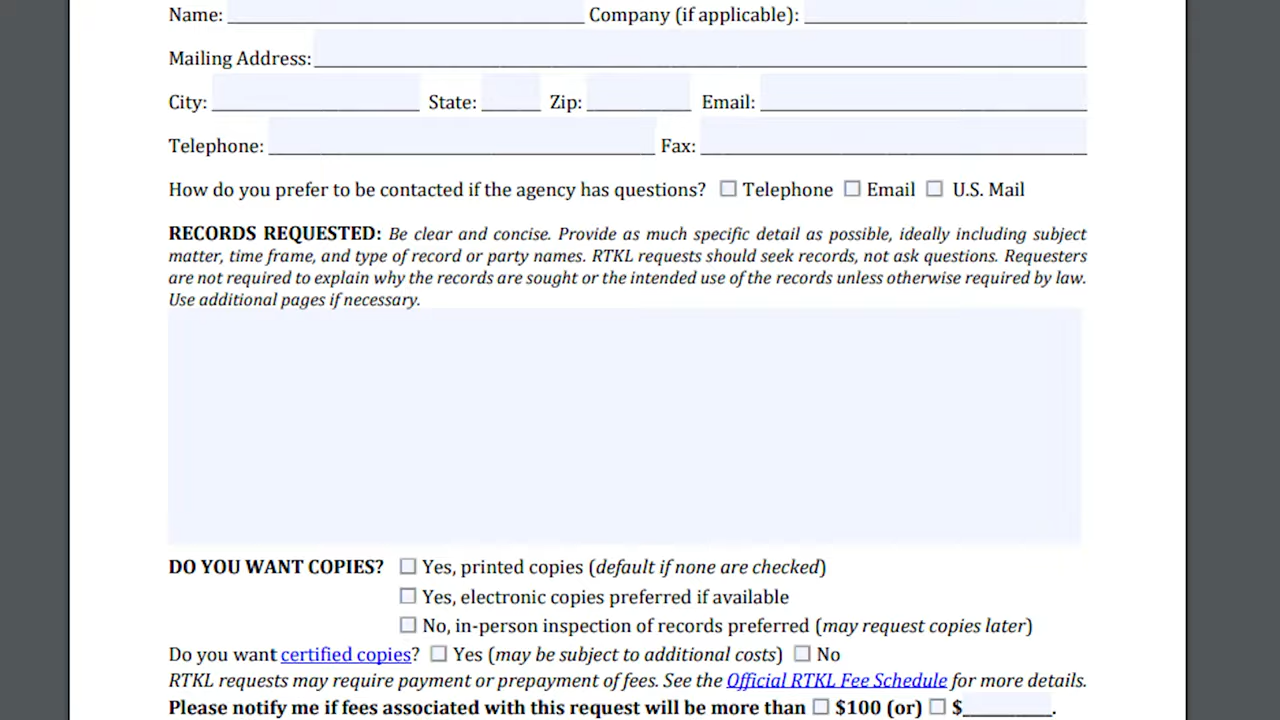 Name: Company (if applicable):
Mailing Address:
City: State: Zip: Email:
Telephone: Fax:
How do you prefer to be contacted if the agency has questions? Telephone Email U.S. Mail
RECORDS REQUESTED: Be clear and concise. Provide as much specific detail as possible, ideally including subject
matter, time frame, and type of record or party names. RTKL requests should seek records, not ask questions. Requesters
are not required to explain why the records are sought or the intended use of the records unless otherwise required by law.
Use additional pages if necessary.
DO YOU WANT COPIES? Yes, printed copies (default if none are checked)
Yes, electronic copies preferred if available
No, in-person inspection of records preferred (may request copies later)
Do you want certified copies? Yes (may be subject to additional costs) No
RTKL requests may require payment or prepayment of fees. See the Official RTKL Fee Schedule for more details.
Please notify me if fees associated with this request will be more than $100 (or) $__________.